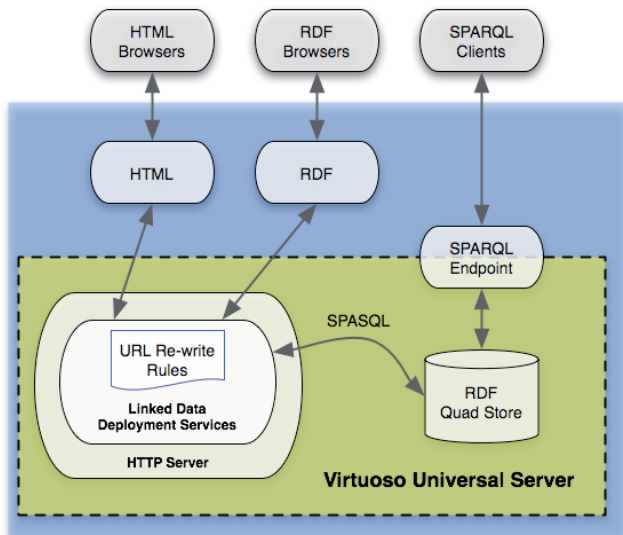 HTML
Browsers
RDF
Browsers
SPARQL
Clients
HTML
RDF
SPARQL
Endpoint
SPASQL
URL Re-write
Rules
Linked Data
Deployment Services
HTTP Server
RDF
Quad Store
Virtuoso Universal Server